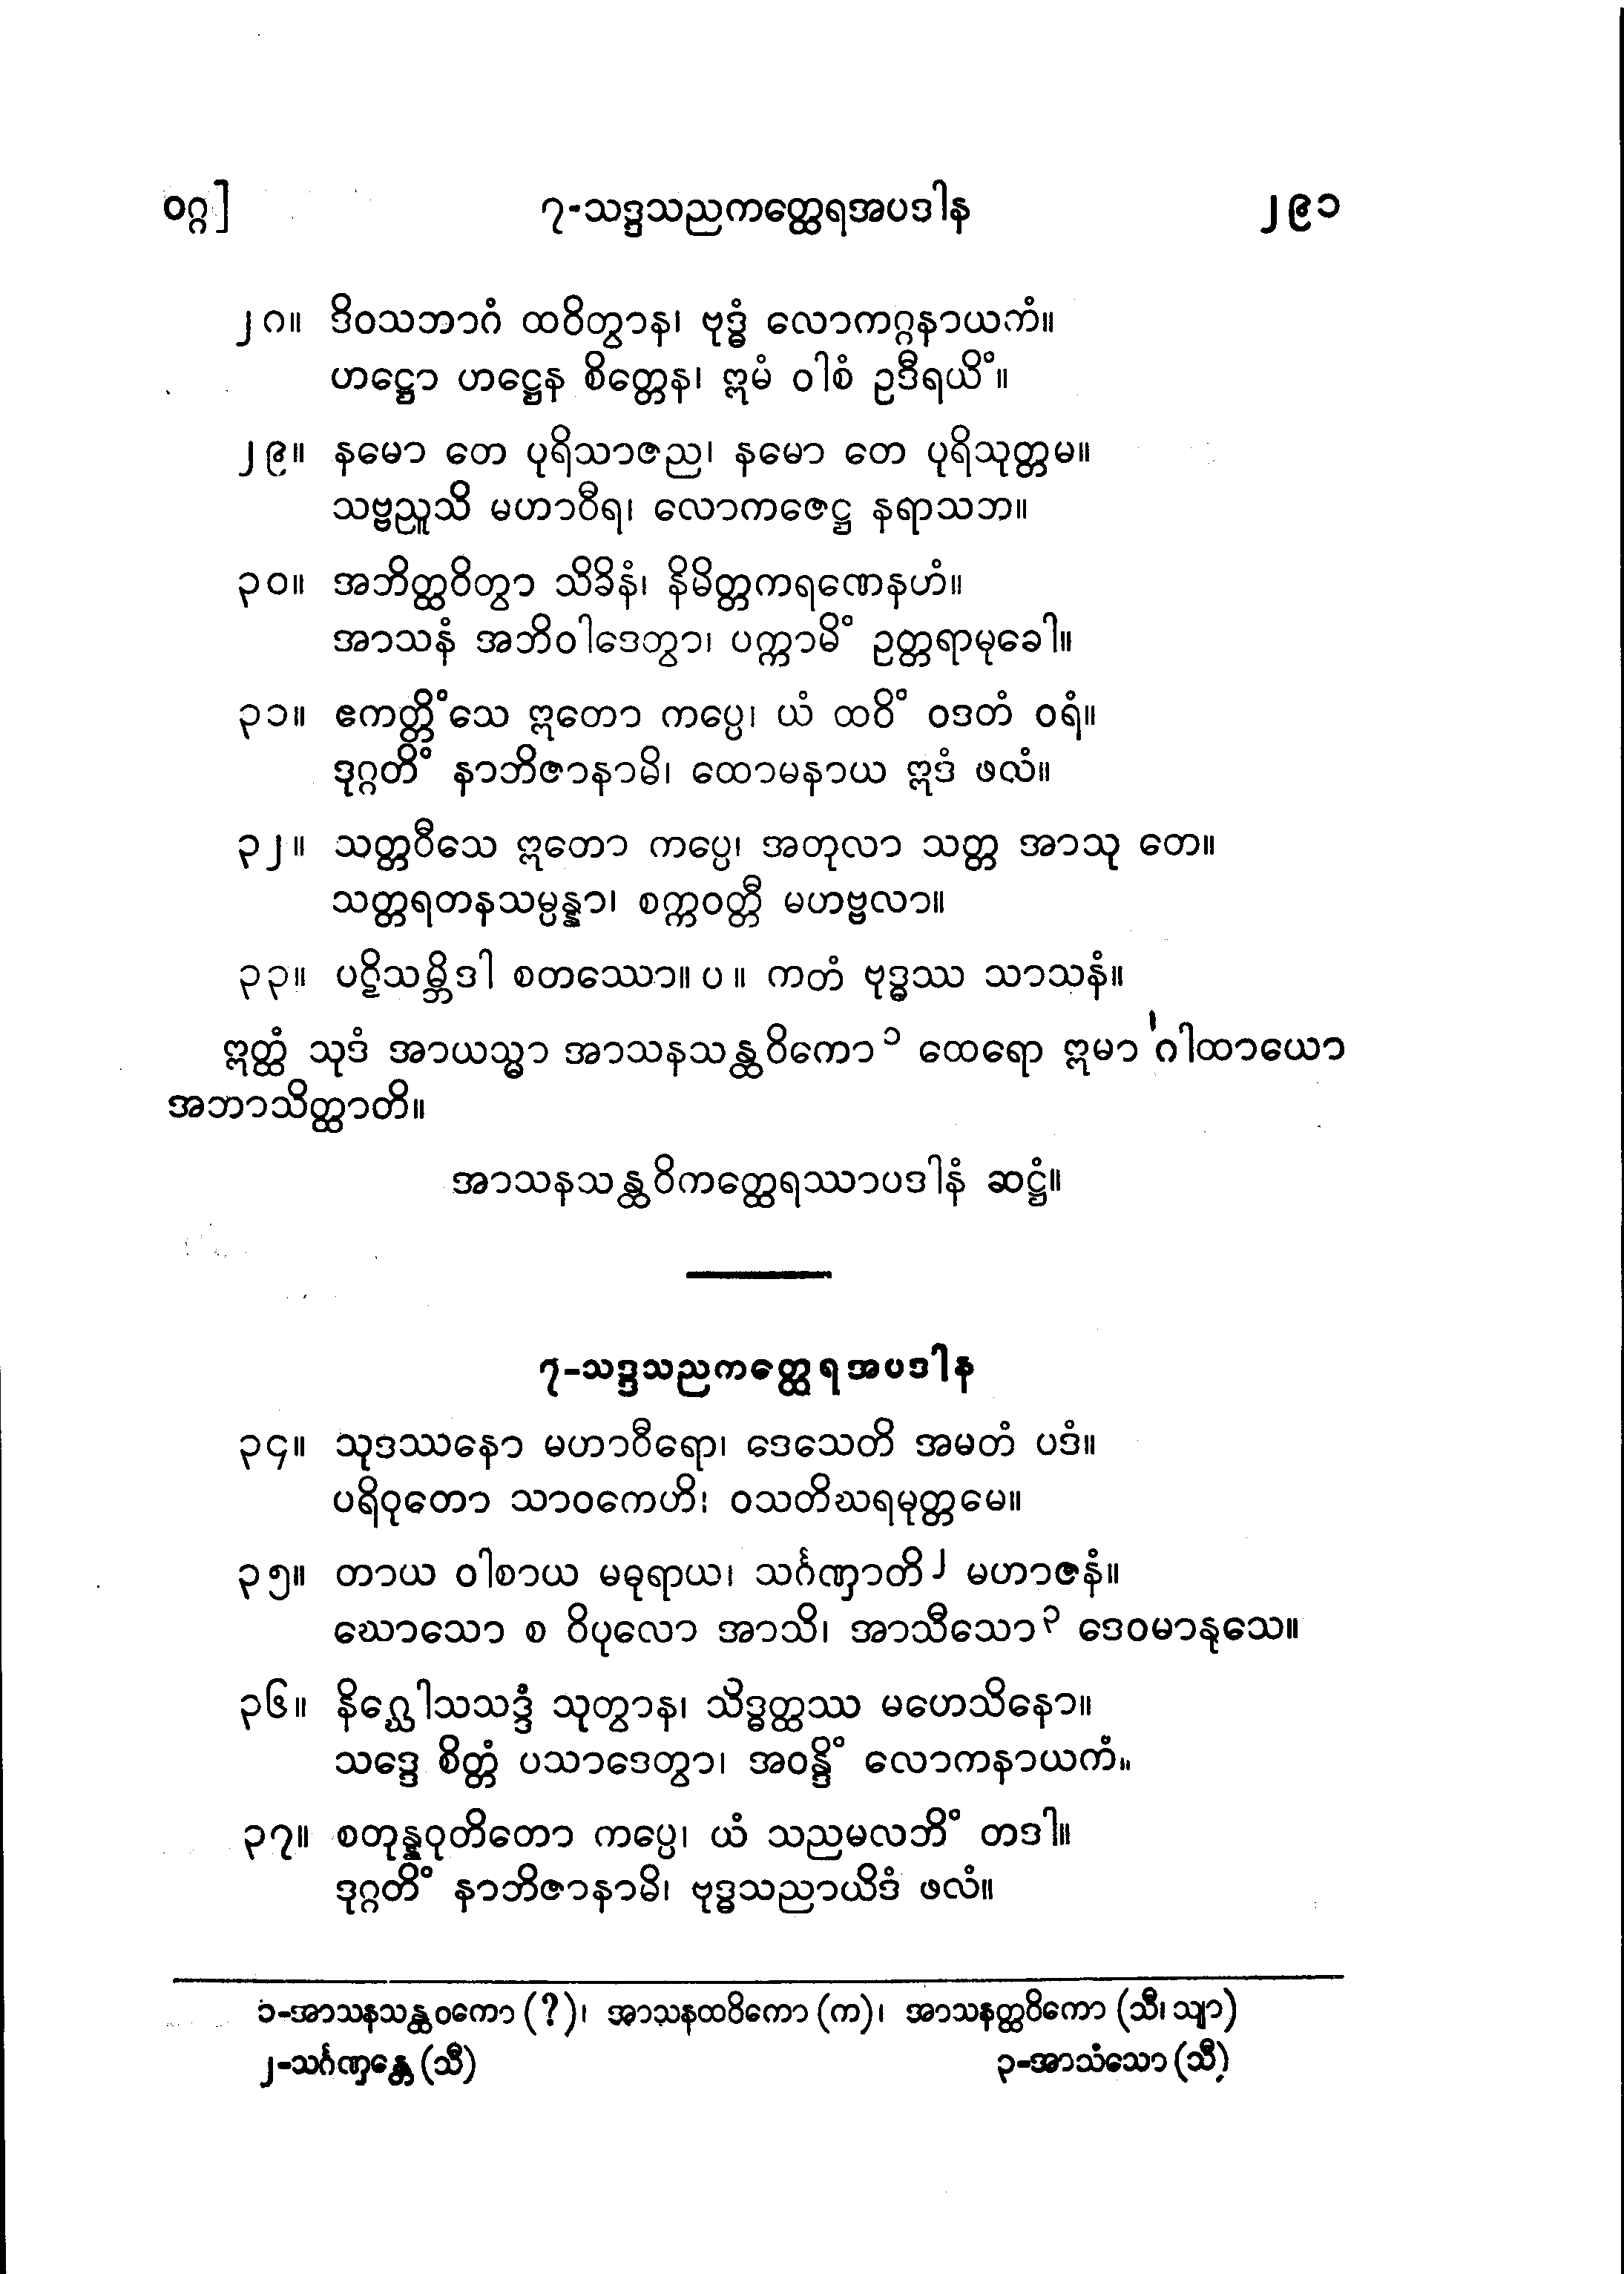 ဝဂ္ဂ]
၇-သဒ္ဒသညကတ္ထေရအပဒါန
၂၉၁
၂၈။ ဒိဝသဘာဂံ ထဝိတွာန၊ ဗုဒ္ဓံ လောကဂ္ဂနာယကံ။
ဟဋ္ဌော ဟဋ္ဌေန စိတ္တေန၊ ဣမံ ဝါစံ ဥဒီရယိံ။
၂၉။ နမော တေ ပုရိသာဇည၊ နမော တေ ပုရိသုတ္တမ။
သဗ္ဗညူသိ မဟာဝီရ၊ လောကဇေဋ္ဌ နရာသဘ။
၃၀။ အဘိတ္ထဝိတွာ သိခိနံ၊ နိမိတ္တကရဏေနဟံ။
အာသနံ အဘိဝါဒေတွာ၊ ပက္ကာမိံ ဥတ္တရာမုခေါ။
၃၁။ ဧကတ္တိံသေ ဣတော ကပ္ပေ၊ ယံ ထဝိံ ဝဒတံ ဝရံ။
ဒုဂ္ဂတိံ နာဘိဇာနာမိ၊ ထောမနာယ ဣဒံ ဖလံ။
၃၂။ သတ္တဝီသေ ဣတော ကပ္ပေ၊ အတုလာ သတ္တ အာသု တေ။
သတ္တရတနသမ္ပန္နာ၊ စက္ကဝတ္တီ မဟဗ္ဗလာ။
၃၃။ ပဋိသမ္ဘိဒါ စတဿော။ ပ ။ ကတံ ဗုဒ္ဓဿ သာသနံ။
ဣတ္ထံ သုဒံ အာယသ္မာ အာသနသန္ထဝိကော၁ ထေရော ဣမာ ဂါထာယော
အဘာသိတ္ထာတိ။
အာသနသန္ထဝိကတ္ထေရဿာပဒါနံ ဆဋ္ဌံ။
၇-သဒ္ဒသညကတ္ထေရအပဒါန
၃၄။ သုဒဿနော မဟာဝီရော၊ ဒေသေတိ အမတံ ပဒံ။
ပရိဝုတော သာဝကေဟိ၊ ဝသတိဃရမုတ္တမေ။
၃၅။ တာယ ဝါစာယ မဓုရာယ၊ သင်္ဂဏှာတိ၂ မဟာဇနံ။
ဃောသော စ ဝိပုလော အာသိ၊ အာသီသော၃ ဒေဝမာနုသေ။
၃၆။ နိဂ္ဃေါသသဒ္ဒံ သုတွာန၊ သိဒ္ဓတ္ထဿ မဟေသိနော။
သဒ္ဒေ စိတ္တံ ပသာဒေတွာ၊ အဝန္ဒိံ လောကနာယကံ။
၃၇။ စတုန္နဝုတိတော ကပ္ပေ၊ ယံ သညမလဘိံ တဒါ။
ဒုဂ္ဂတိံ နာဘိဇာနာမိ၊ ဗုဒ္ဓသညာယိဒံ ဖလံ။
၁-အာသနသန္ထဝကော (?)၊ အာသနထဝိကော (က)၊ အာသနတ္ထဝိကော (သီ၊ သျာ)
၂-သင်္ဂဏှန္တေ (သီ)
၃-အာသံသော (သီ)